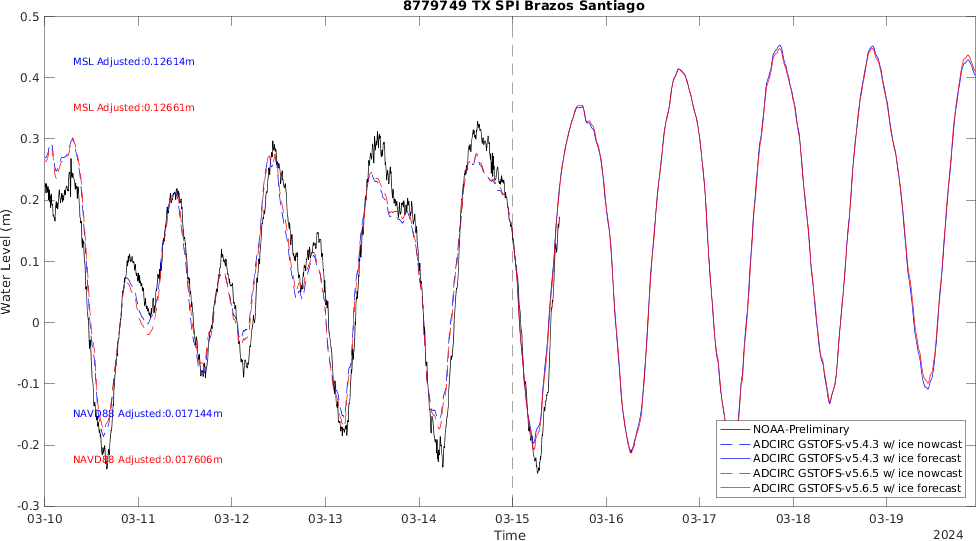 8779749 TX SPI Brazos Santiago
0.5
0.4
0.3
0.2
0.1
0
-0.1
-0.2
-0.3
Water Level (m)
MSL Adjusted:0.12614m
MSL Adjusted:0.12661m
NAVD88 Adjusted:0.017144m
NAVD88 Adjusted:0.017606m
NOAA-Preliminary
ADCIRC GSTOFS-v5.4.3 w/ ice nowcast
ADCIRC GSTOFS-v5.4.3 w/ ice forecast
ADCIRC GSTOFS-v5.6.5 w/ ice nowcast
ADCIRC GSTOFS-v5.6.5 w/ ice forecast
03-10 03-11 03-12 03-13 03-14 03-15 03-16 03-17 03-18 03-19
Time
2024